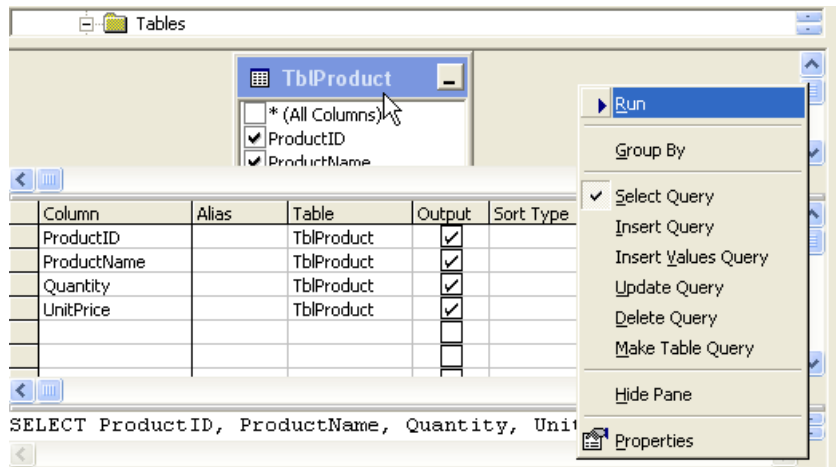 Tables
TblProduct
* (All Columns)
ProductID
ProductName
Run
Group By
Select Query
Insert Query
Insert Values Query
Update Query
Delete Query
Make Table Query
Hide Pane
Properties
Column Alias Table Output Sort Type
ProductID TblProduct
ProductName TblProduct
Quantity TblProduct
UnitPrice TblProduct
SELECT ProductID, ProductName, Quantity, Unit